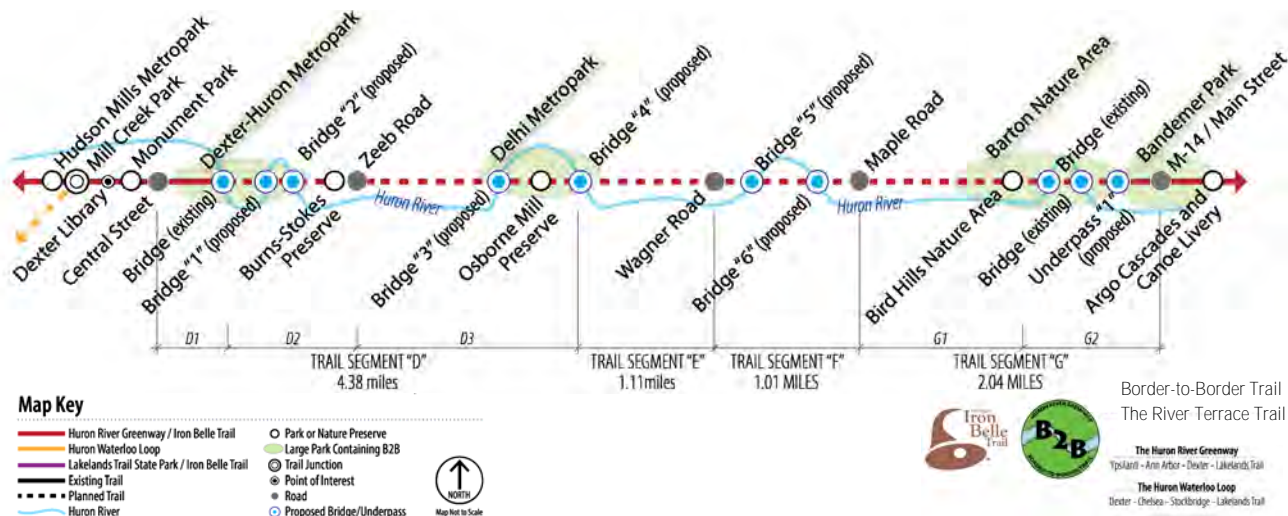 Hudson Mills Metropark
Mill Creek Park
Monument Park
Dexter-Huron Metropark
Bridge "2" (proposed)
Zeeb Road
Delhi Metropark
Bridge "4" (proposed)
Bridge "5" (proposed)
Maple Road
Barton Nature Area
Bridge (existing)
Bandemer Park
M-14 / Main Street
Huron River
Huron River
Dexter Library
Central Street
Bridge (existing)
Bridge "1" (proposed)
Burns-Stokes
Preserve
Bridge "3" (proposed)
Osborne Mill
Preserve
Wagner Road
Bridge "6" (proposed)
Bird Hills Nature Area
Bridge (existing)
Underpass "1"
(proposed)
Argo Cascades and
Canoe Livery
D1
D2
D3
G1
G2
TRAIL SEGMENT "D"
4.38 miles
TRAIL SEGMENT "E"
1.11miles
TRAIL SEGMENT "F"
1.01 MILES
TRAIL SEGMENT "G"
2.04 MILES
Map Key
Huron River Greenway / Iron Belle Trail
Huron Waterloo Loop
Lakelands Trail State Park / Iron Belle Trail
Existing Trail
Planned Trail
Huron River
Park or Nature Preserve
Large Park Containing B2B
Trail Junction
Point of Interest
Road
Proposed Bridge/Underpass
NORTH
Map Not to Scale
Iron
Belle
Trail
B2B
Border-to-Border Trail
The River Terrace Trail
The Huron River Greenway
Ypsilanti - Ann Arbor - Dexter - Lakelands Trail
The Huron Waterloo Loop
Dexter - Chelsea - Stockbridge - Lakelands Trail